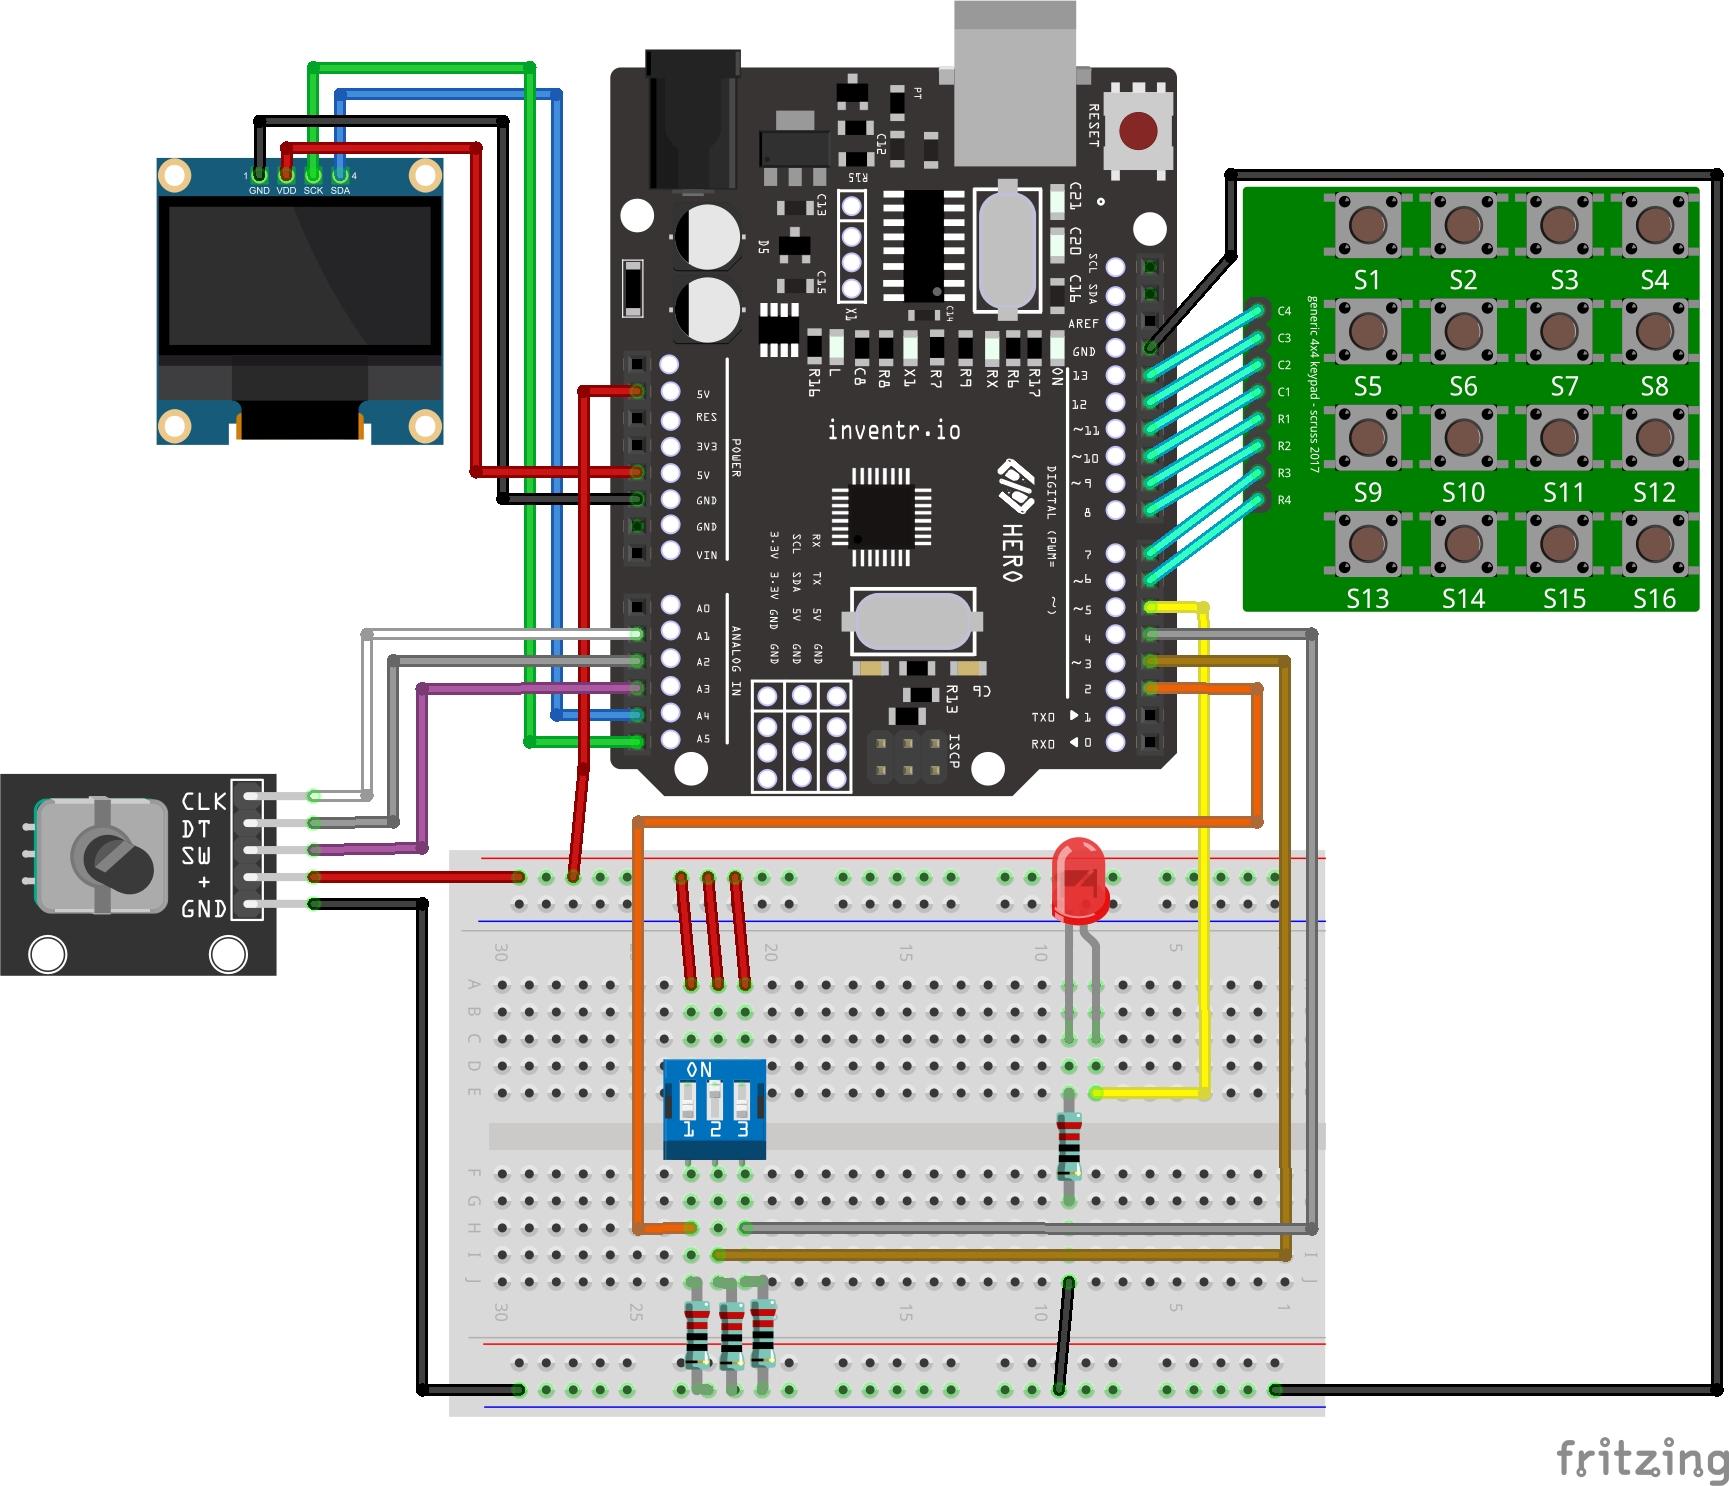 1 GND VDD SCK SDA 4
PT
C12
R15
C13
D5
C15
X1
C14
RESET
C21
C20
C16
SCL
SDA
AREF
GND
13
12
~11
~10
~9
8
7
~6
~5
4
~3
2
TX0 1
RX0 0
R16 L C8 R8 X1 R7 R9 RX R6 R17 ON
inventr.io
HERO
DIGITAL (PWM= ~)
5V
RES
3V3
5V
GND
GND
VIN
POWER
A0
A1
A2
A3
A4
A5
ANALOG IN
3.3V 3.3V GND GND
SCL SDA 5V GND
RX TX 5V GND
R13
C9
ISCP
C4
C3
C2
C1
R1
R2
R3
R4
generic 4x4 keypad - scruss 2017
S1 S2 S3 S4
S5 S6 S7 S8
S9 S10 S11 S12
S13 S14 S15 S16
CLK
DT
SW
+
GND
30 20 15 10 5
A
B
C
D
E
ON
1 2 3
F
G
H
I I
J J
30 25 15 10 5 1
fritzing